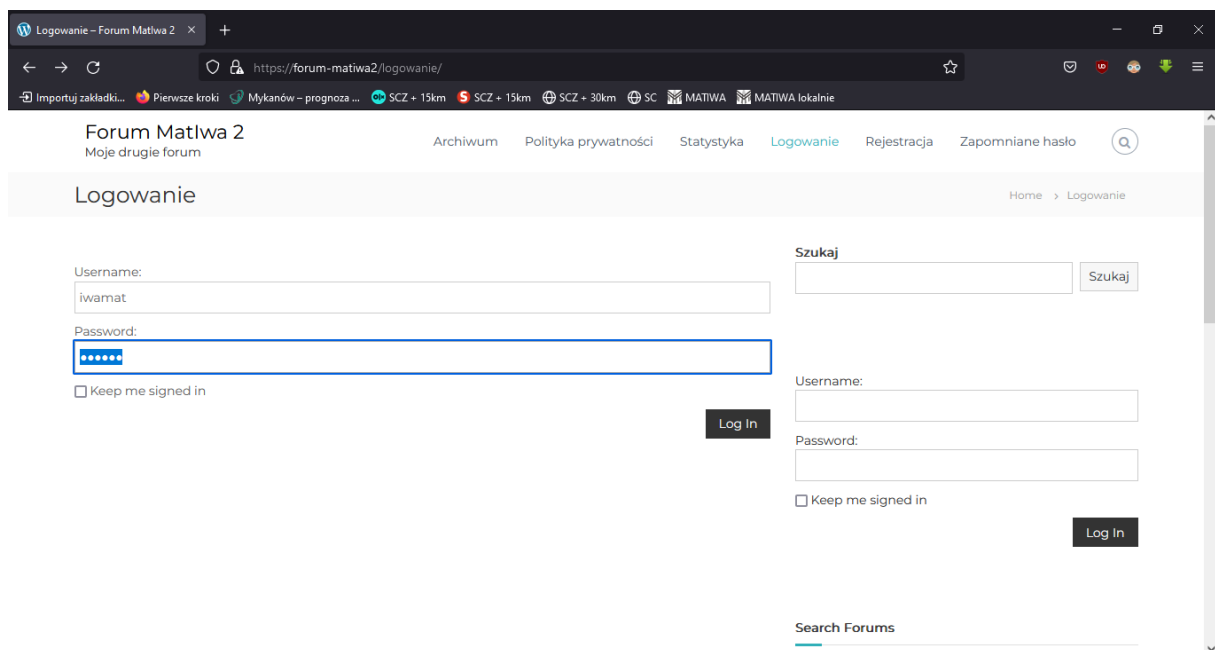 Logowanie – Forum MatIwa 2
https://forum-matiwa2/logowanie/
Importuj zakładki... Pierwsze kroki Mykanów – prognoza ... SCZ + 15km SCZ + 15km SCZ + 30km SC MATIWA MATIWA lokalnie
Forum MatIwa 2
Moje drugie forum
Archiwum Polityka prywatności Statystyka Logowanie Rejestracja Zapomniane hasło
Logowanie
Home > Logowanie
Username:
iwamat
Password:
••••••
Keep me signed in
Log In
Szukaj
Szukaj
Username:
Password:
Keep me signed in
Log In
Search Forums